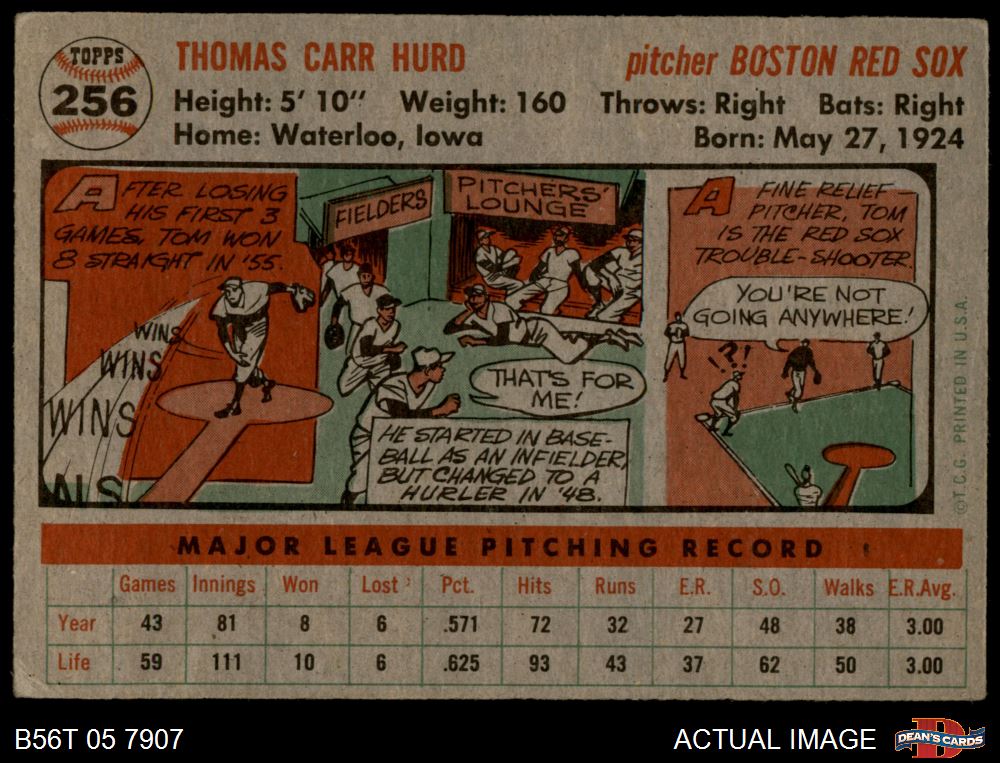 TOPPS
256
THOMAS CARR HURD
pitcher BOSTON RED SOX
Height: 5' 10" Weight: 160 Throws: Right Bats: Right
Home: Waterloo, Iowa Born: May 27, 1924
AFTER LOSING
HIS FIRST 3
GAMES, TOM WON
8 STRAIGHT IN '55.
WINS
WINS
WINS
ALS
FIELDERS
PITCHERS'
LOUNGE
THAT'S FOR
ME!
HE STARTED IN BASE-
BALL AS AN INFIELDER,
BUT CHANGED TO A
HURLER IN '48.
A FINE RELIEF
PITCHER, TOM
IS THE RED SOX
TROUBLE-SHOOTER.
YOU'RE NOT
GOING ANYWHERE!
?!
©T.C.G. PRINTED IN U.S.A.
MAJOR LEAGUE PITCHING RECORD
Games Innings Won Lost Pct. Hits Runs E.R. S.O. Walks E.R.Avg.
Year 43 81 8 6 .571 72 32 27 48 38 3.00
Life 59 111 10 6 .625 93 43 37 62 50 3.00
B56T 05 7907
ACTUAL IMAGE
DEAN'S CARDS